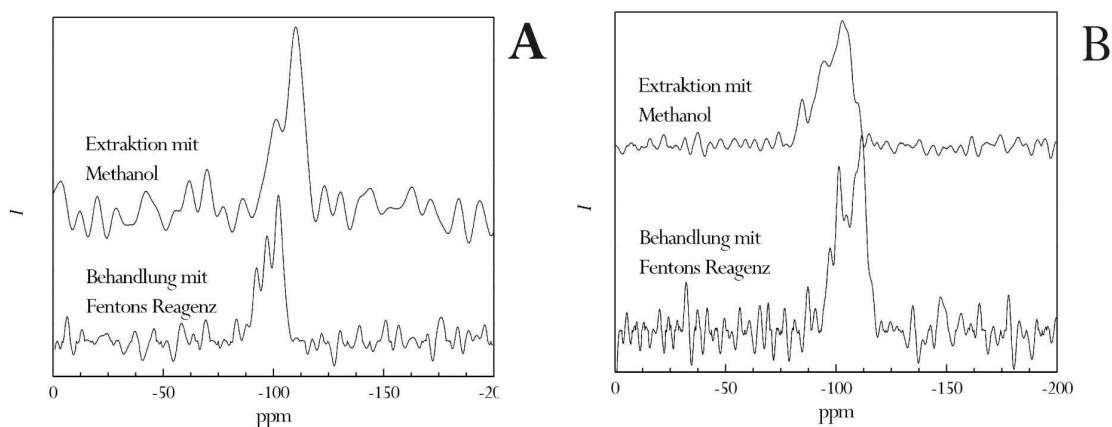 A
Extraktion mit
Methanol
I
Behandlung mit
Fentons Reagenz
0
-50
-100
-150
-20
ppm
B
Extraktion mit
Methanol
I
Behandlung mit
Fentons Reagenz
0
-50
-100
-150
-200
ppm